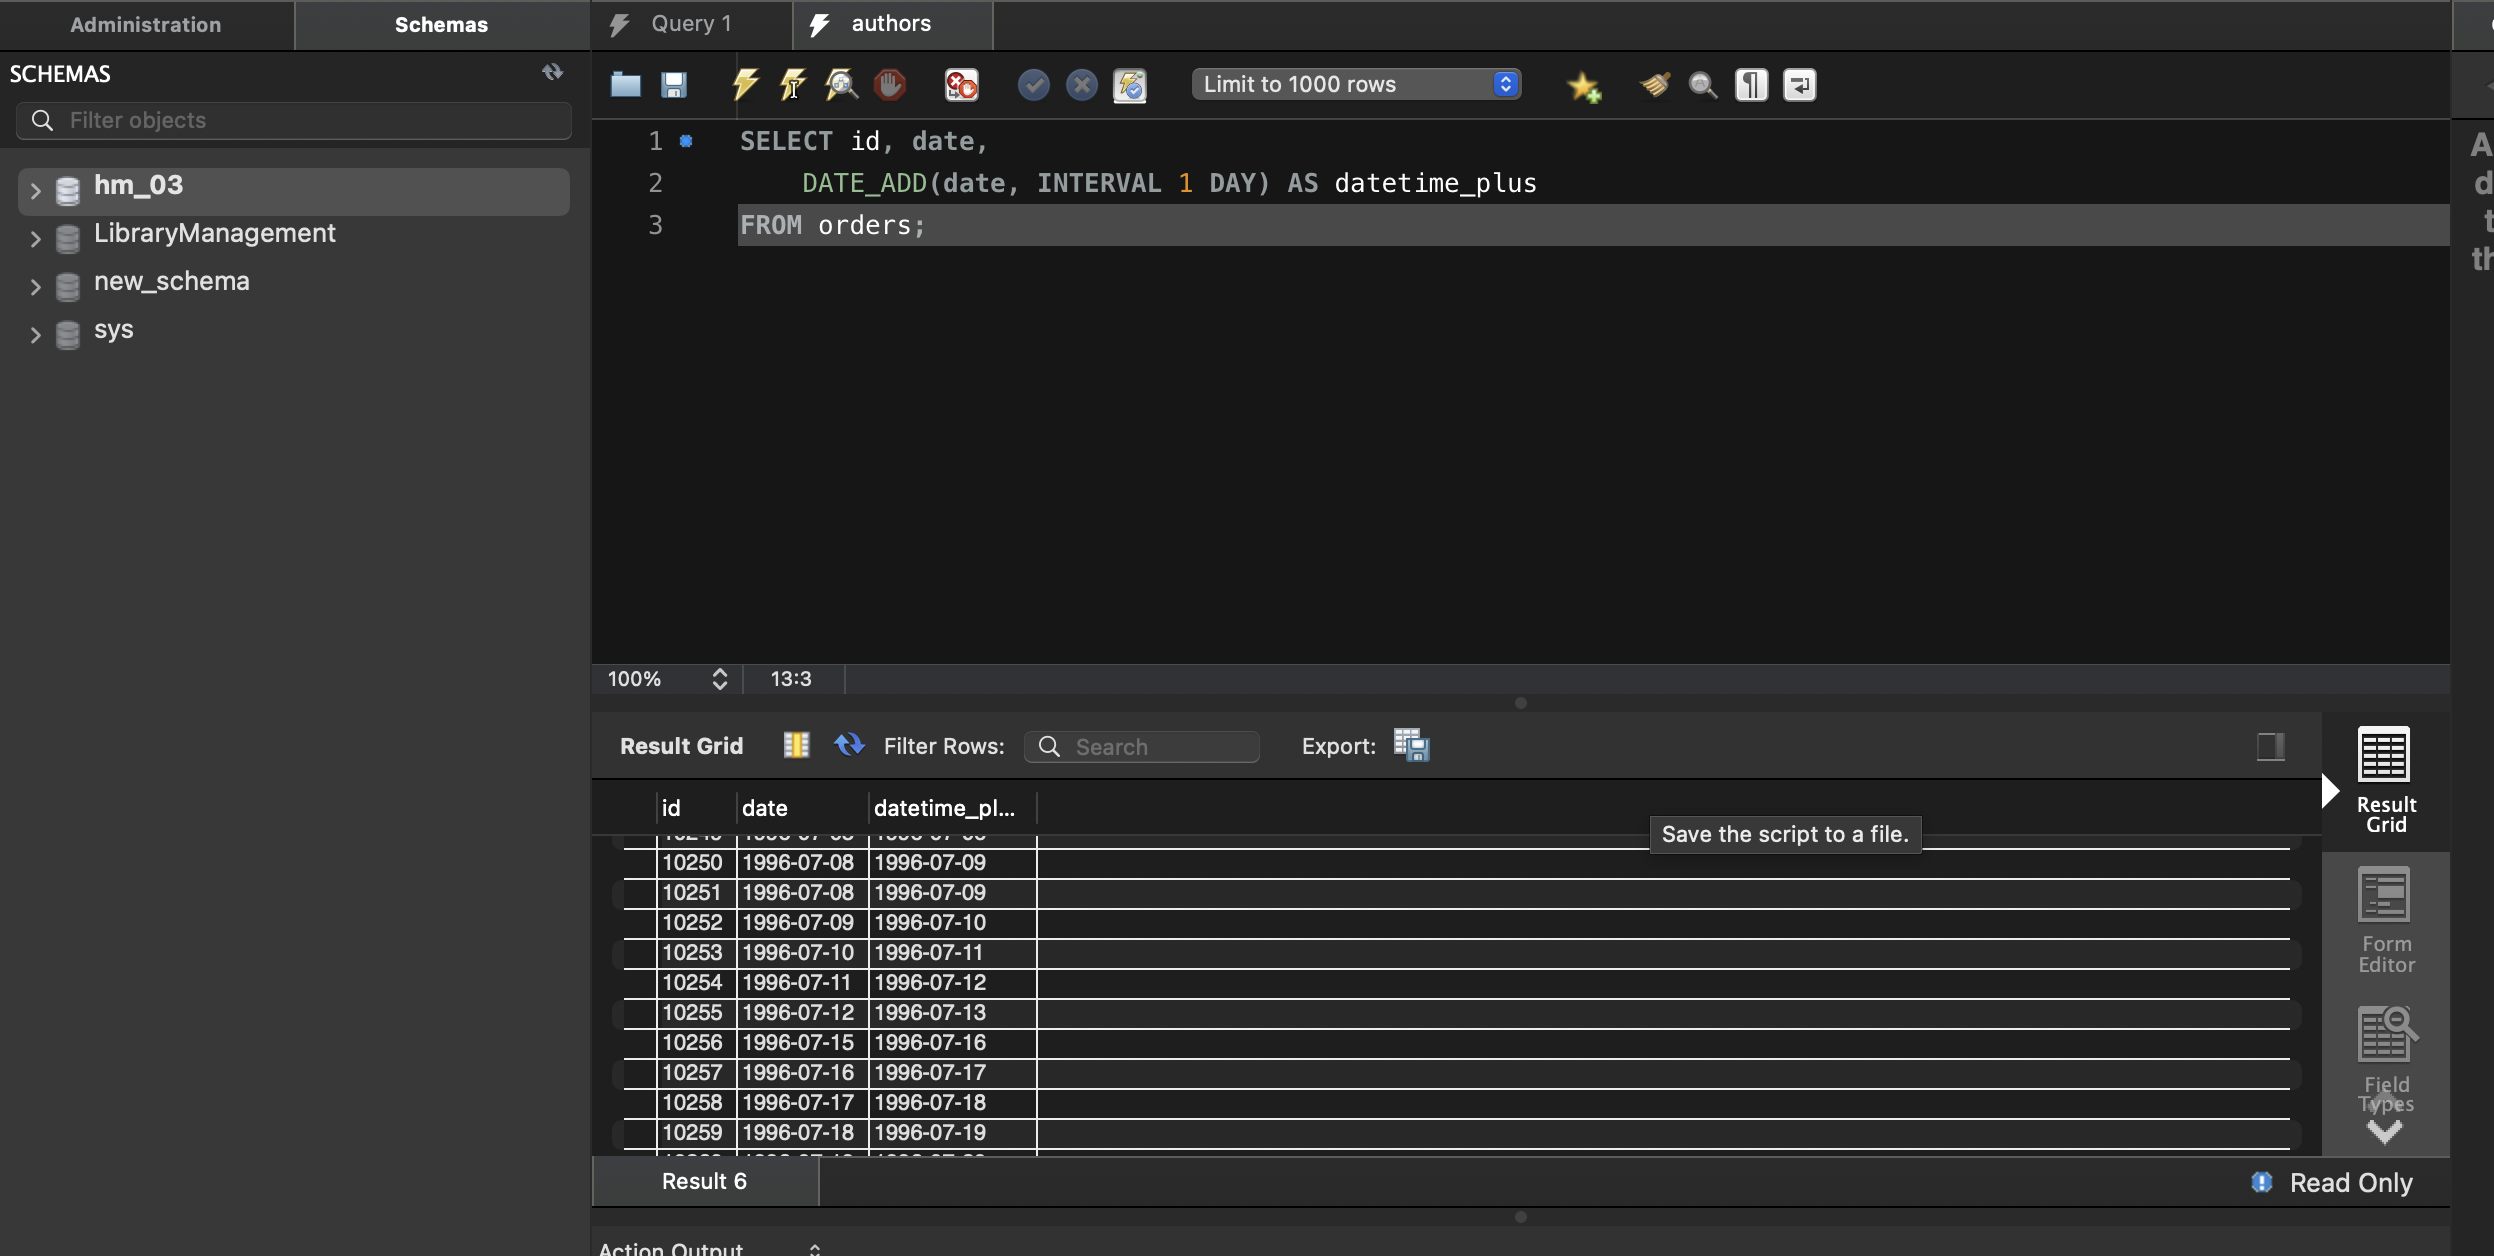 Administration
Schemas
Query 1
authors
SCHEMAS
Filter objects
hm_03
LibraryManagement
new_schema
sys
Limit to 1000 rows
1
SELECT id, date,
2
DATE_ADD(date, INTERVAL 1 DAY) AS datetime_plus
3
FROM orders;
100%
13:3
Result Grid
Filter Rows:
Search
Export:
id
date
datetime_pl...
10250 1996-07-08 1996-07-09
10251 1996-07-08 1996-07-09
10252 1996-07-09 1996-07-10
10253 1996-07-10 1996-07-11
10254 1996-07-11 1996-07-12
10255 1996-07-12 1996-07-13
10256 1996-07-15 1996-07-16
10257 1996-07-16 1996-07-17
10258 1996-07-17 1996-07-18
10259 1996-07-18 1996-07-19
Save the script to a file.
Result
Grid
Form
Editor
Field
Types
Result 6
Read Only
Action Output